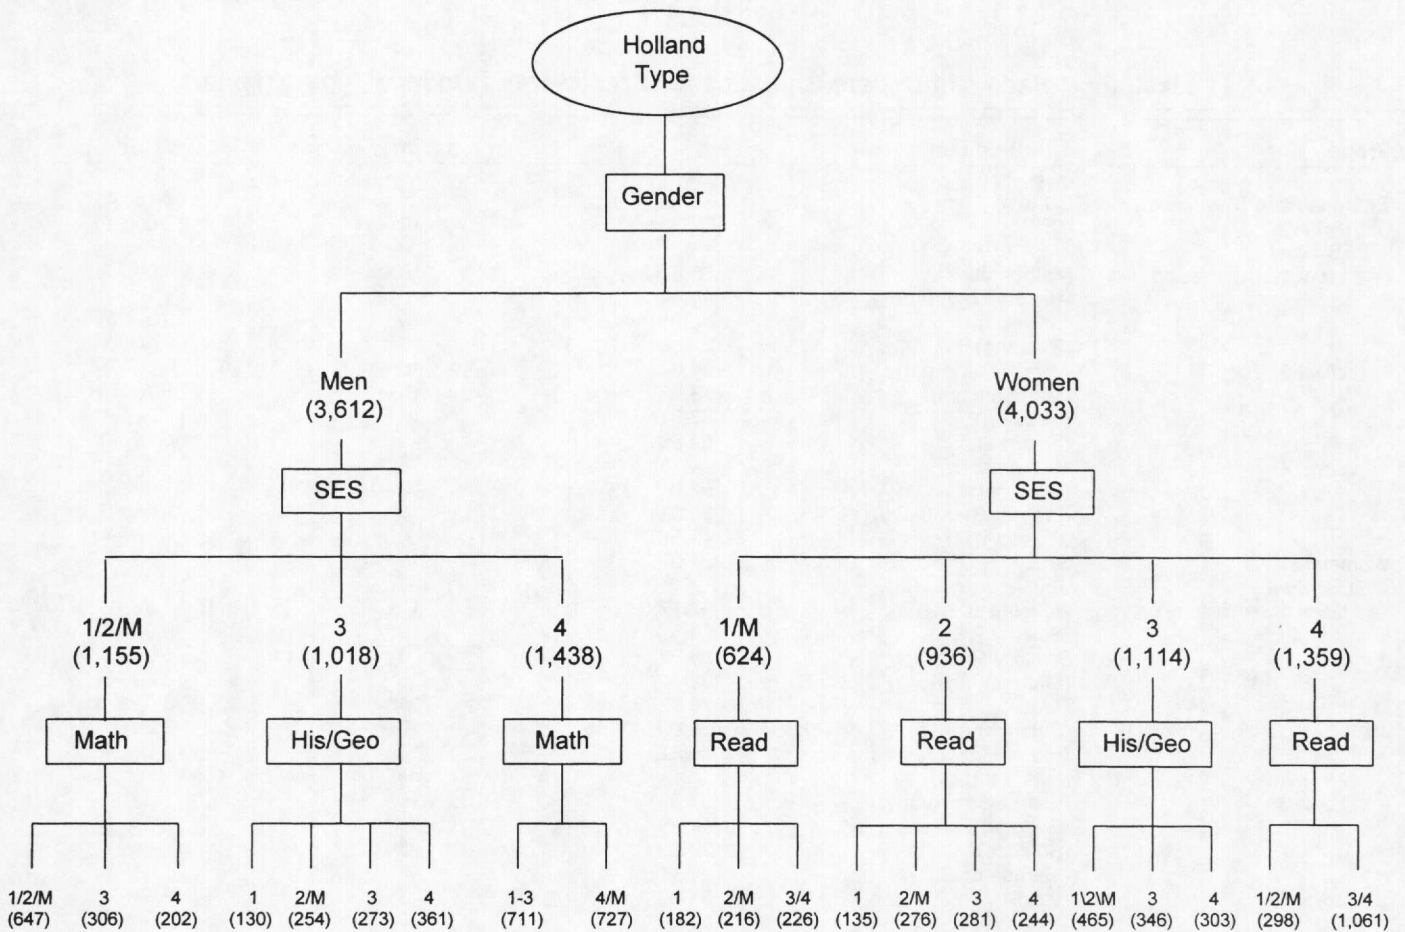 Holland
Type
Gender
Men
(3,612)
Women
(4,033)
SES
SES
1/2/M
(1,155)
3
(1,018)
4
(1,438)
1/M
(624)
2
(936)
3
(1,114)
4
(1,359)
Math
His/Geo
Math
Read
Read
His/Geo
Read
1/2/M
(647)
3
(306)
4
(202)
1
(130)
2/M
(254)
3
(273)
4
(361)
1-3
(711)
4/M
(727)
1
(182)
2/M
(216)
3/4
(226)
1
(135)
2/M
(276)
3
(281)
4
(244)
1\2\M
(465)
3
(346)
4
(303)
1/2/M
(298)
3/4
(1,061)